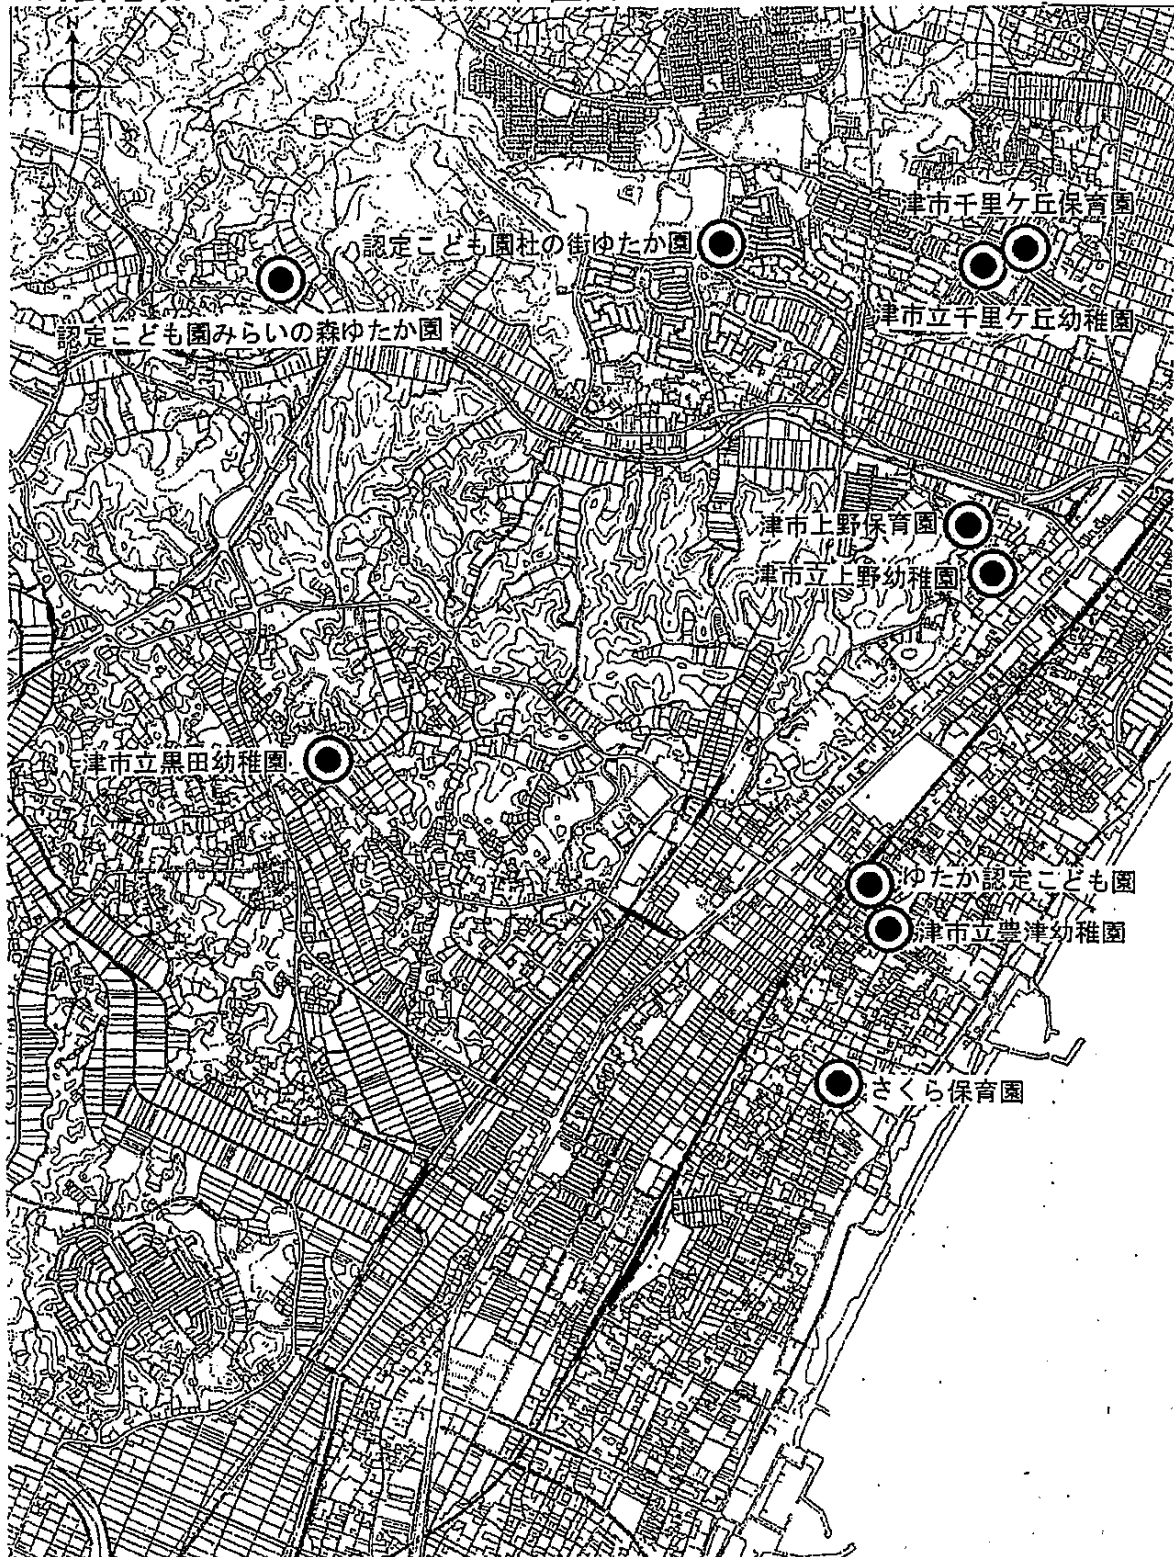 N
津市千里ケ丘保育園
認定こども園杜の街ゆたか園
津市立千里ケ丘幼稚園
認定こども園みらいの森ゆたか園
津市上野保育園
津市立上野幼稚園
津市立黒田幼稚園
ゆたか認定こども園
津市立豊津幼稚園
さくら保育園